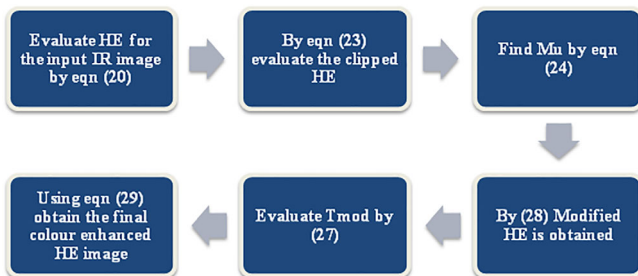 Evaluate HE for
the input IR image
by eqn (20)
By eqn (23)
evaluate the clipped
HE
Find Mu by eqn
(24)
By (28) Modified
HE is obtained
Evaluate Tmod by
(27)
Using eqn (29)
obtain the final
colour enhanced
HE image